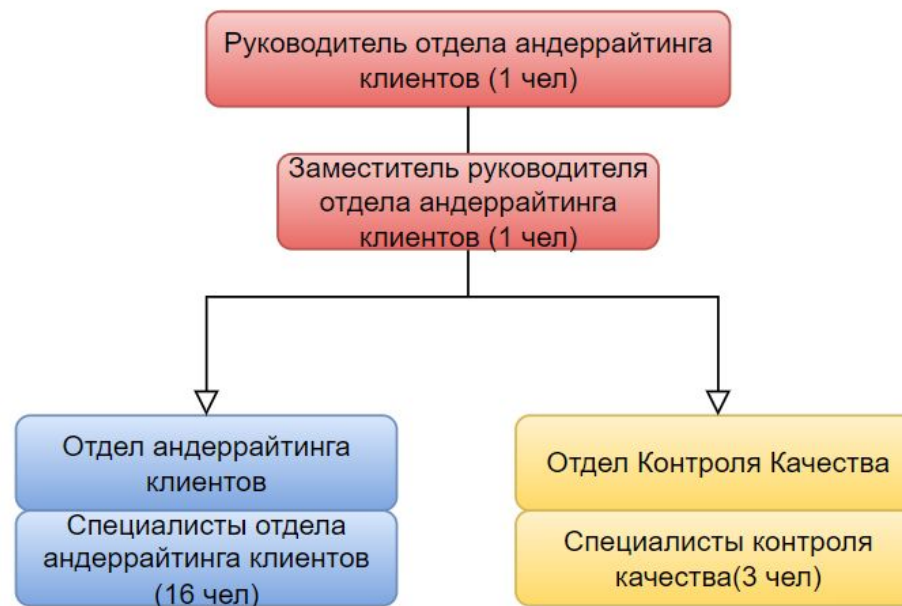 Руководитель отдела андеррайтинга
клиентов (1 чел)
Заместитель руководителя
отдела андеррайтинга
клиентов (1 чел)
Отдел андеррайтинга
клиентов
Специалисты отдела
андеррайтинга клиентов
(16 чел)
Отдел Контроля Качества
Специалисты контроля
качества(3 чел)